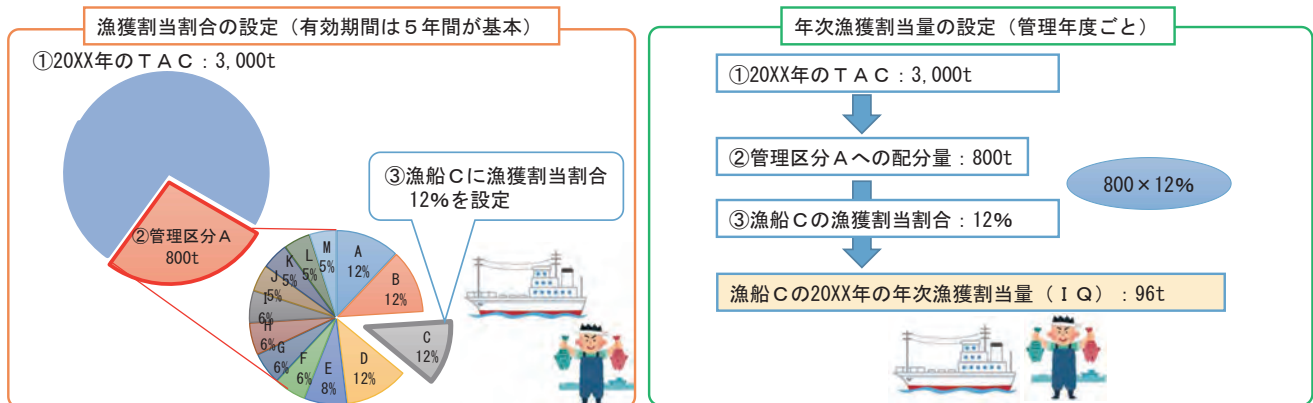 漁獲割当割合の設定（有効期間は５年間が基本）
①20XX年のＴＡＣ：3,000t
②管理区分Ａ
800t
③漁船Ｃに漁獲割当割合
12%を設定
A
12%
B
12%
C
12%
D
12%
E
8%
F
6%
G
6%
H
6%
I
6%
J
5%
K
5%
L
5%
M
5%
年次漁獲割当量の設定（管理年度ごと）
①20XX年のＴＡＣ：3,000t
②管理区分Ａへの配分量：800t
③漁船Ｃの漁獲割当割合：12%
800×12%
漁船Ｃの20XX年の年次漁獲割当量（ＩＱ）：96t